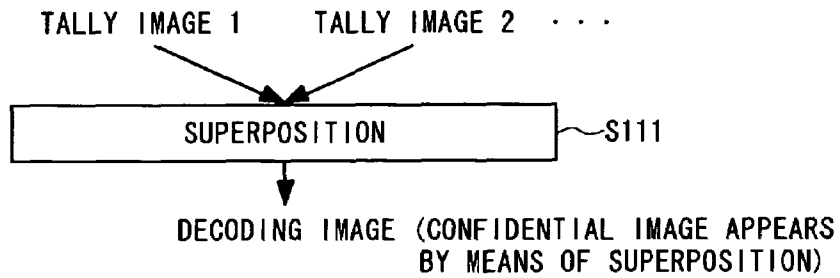 TALLY IMAGE 1 TALLY IMAGE 2 ···
SUPERPOSITION S111
DECODING IMAGE (CONFIDENTIAL IMAGE APPEARS
BY MEANS OF SUPERPOSITION)